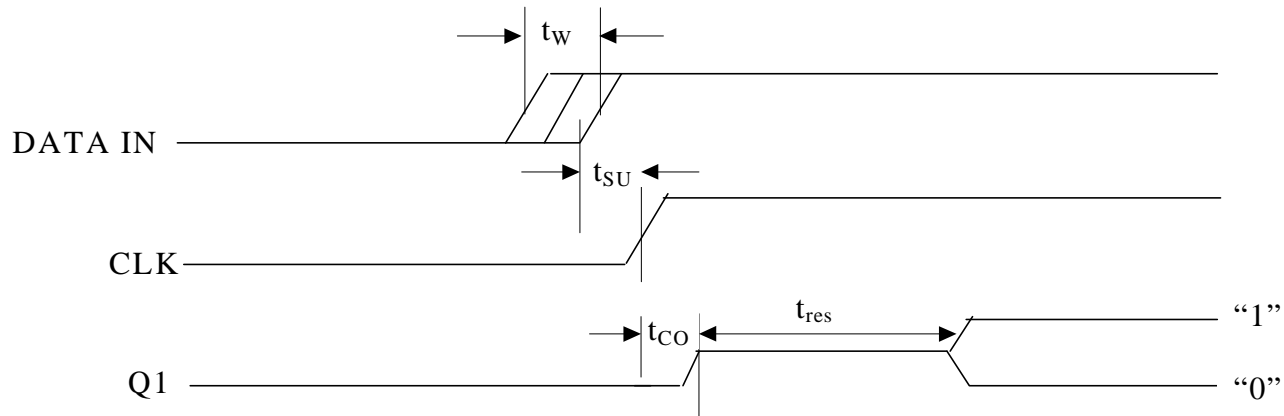 tW
DATA IN
tSU
CLK
tCO
tres
“1”
Q1
“0”